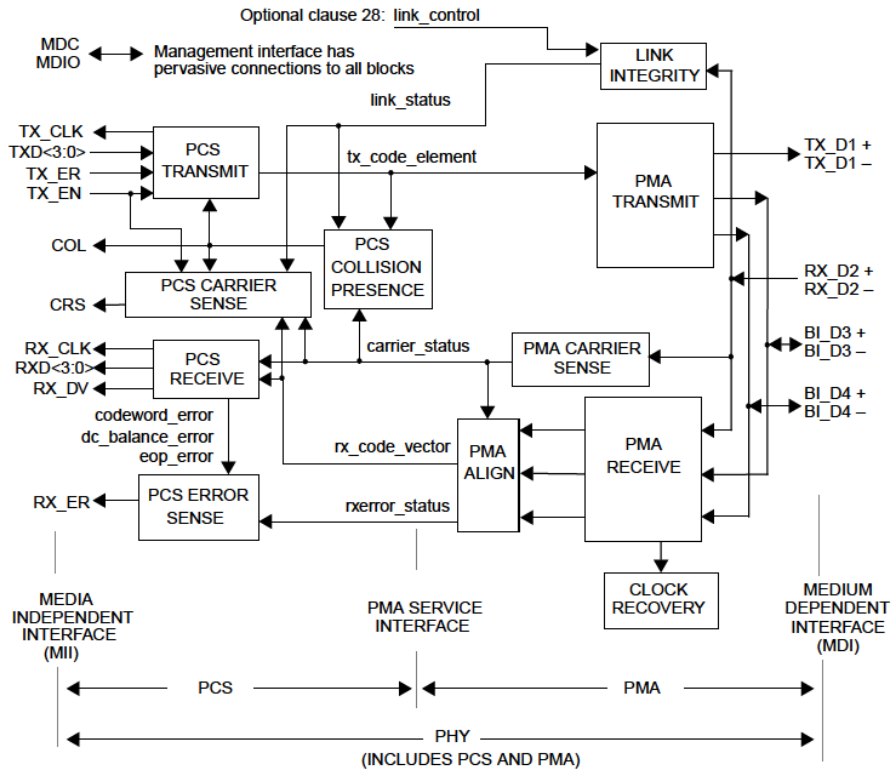 Optional clause 28: link_control
MDC
MDIO
Management interface has
pervasive connections to all blocks
LINK
INTEGRITY
link_status
TX_CLK
TXD<3:0>
TX_ER
TX_EN
PCS
TRANSMIT
tx_code_element
PMA
TRANSMIT
TX_D1 +
TX_D1 –
COL
PCS
COLLISION
PRESENCE
PCS CARRIER
SENSE
CRS
RX_D2 +
RX_D2 –
RX_CLK
RXD<3:0>
RX_DV
PCS
RECEIVE
carrier_status
PMA CARRIER
SENSE
BI_D3 +
BI_D3 –
BI_D4 +
BI_D4 –
codeword_error
dc_balance_error
eop_error
rx_code_vector
PMA
ALIGN
PMA
RECEIVE
RX_ER
PCS ERROR
SENSE
rxerror_status
CLOCK
RECOVERY
MEDIA
INDEPENDENT
INTERFACE
(MII)
PMA SERVICE
INTERFACE
MEDIUM
DEPENDENT
INTERFACE
(MDI)
PCS
PMA
PHY
(INCLUDES PCS AND PMA)